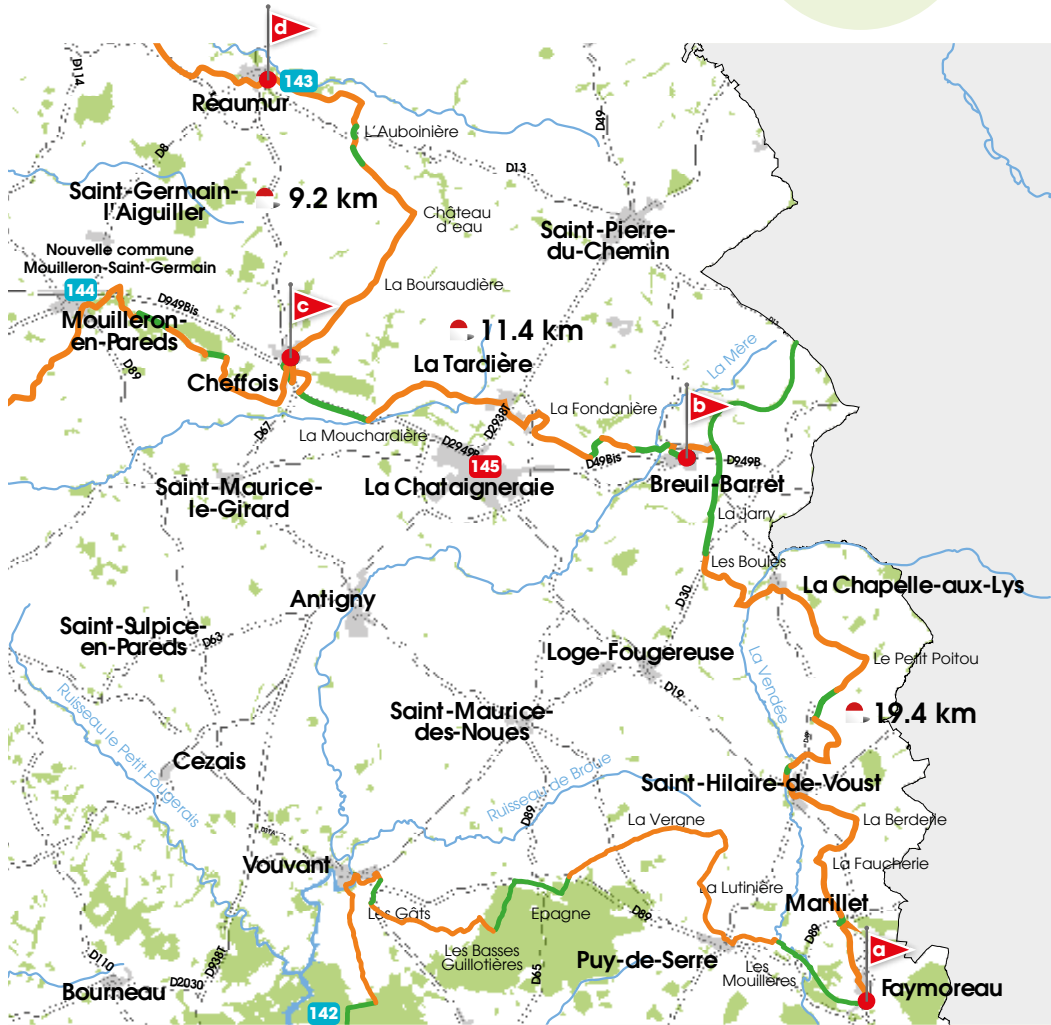 d
D114
143
Réaumur
L'Auboinière
D49
D8
D13
Saint-Germain-
l'Aiguiller
9.2 km
Château
d'eau
Saint-Pierre-
du-Chemin
Nouvelle commune
Mouilleron-Saint-Germain
La Boursaudière
144
D949Bis
c
Mouilleron-
en-Pareds
11.4 km
La Mère
La Tardière
D89
Cheffois
b
La Fondanière
D2938T
D67
La Mouchardière
D2949B
D49Bis
D949B
145
Saint-Maurice-
le-Girard
La Chataigneraie
Breuil-Barret
La Jarry
Les Boules
La Chapelle-aux-Lys
Antigny
D30
Saint-Sulpice-
en-Pareds
D63
Loge-Fougereuse
Le Petit Poitou
La Vendée
D19
Ruisseau le Petit Fougerais
Saint-Maurice-
des-Noues
19.4 km
Cezais
Saint-Hilaire-de-Voust
Ruisseau de Broue
D89
La Vergne
La Berderie
Vouvant
La Faucherie
La Lutinière
Marillet
Les Gâts
Epagne
D89
D89
a
D938T
Les Basses
Guillotières
Puy-de-Serre
Les
Mouillères
D110
D2030
D65
Bourneau
Faymoreau
142